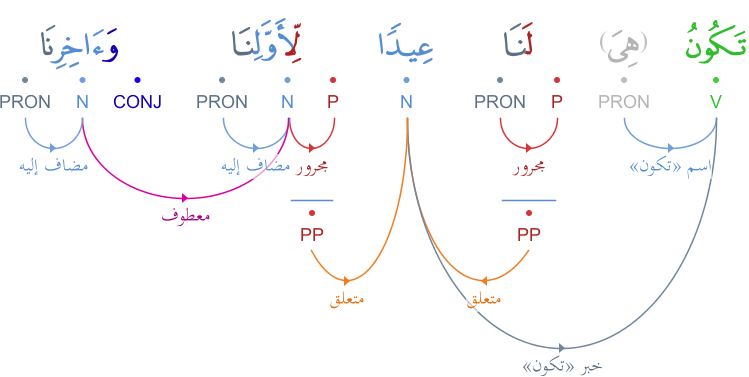 تَكُونُ (هِىَ) لَنَا عِيدًا لِّأَوَّلِنَا وَءَاخِرِنَا
V PRON P PRON N P N PRON CONJ N PRON
اسم «تكون» مجرور مجرور مضاف إليه مضاف إليه
معطوف
PP PP
متعلق متعلق
خبر «تكون»